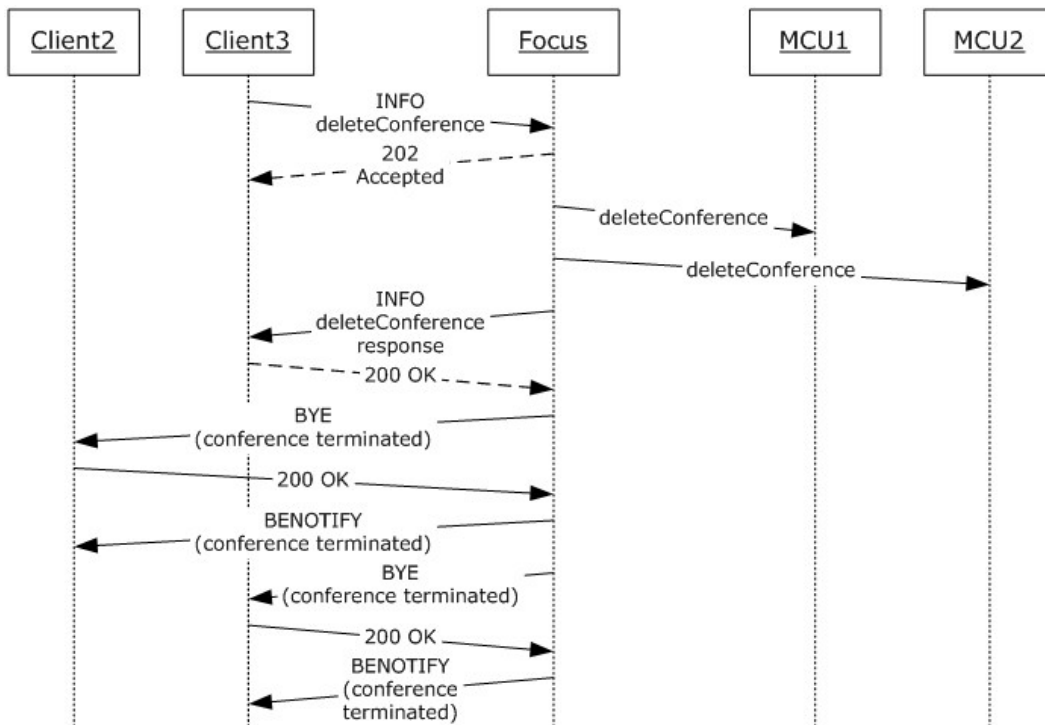 Client2
Client3
Focus
MCU1
MCU2
INFO
deleteConference
202
Accepted
deleteConference
deleteConference
INFO
deleteConference
response
200 OK
BYE
(conference terminated)
200 OK
BENOTIFY
(conference terminated)
BYE
(conference terminated)
200 OK
BENOTIFY
(conference
terminated)